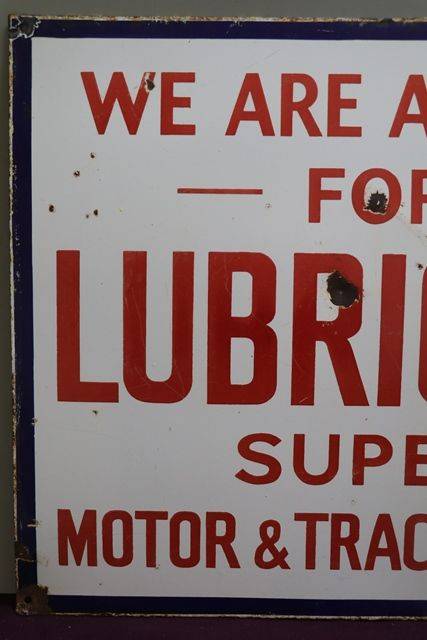 WE ARE A
— FOR
LUBRIC
SUPE
MOTOR & TRAC